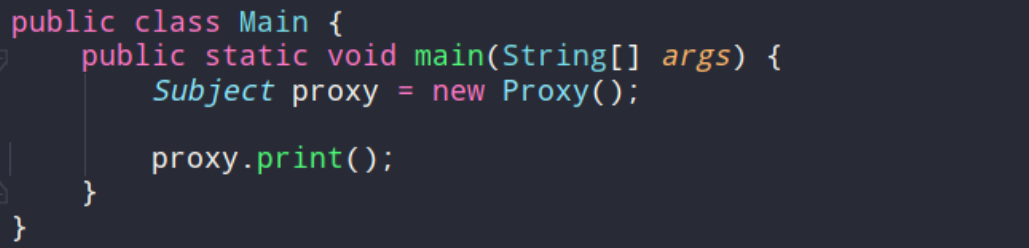 public class Main {
    public static void main(String[] args) {
        Subject proxy = new Proxy();

        proxy.print();
    }
}